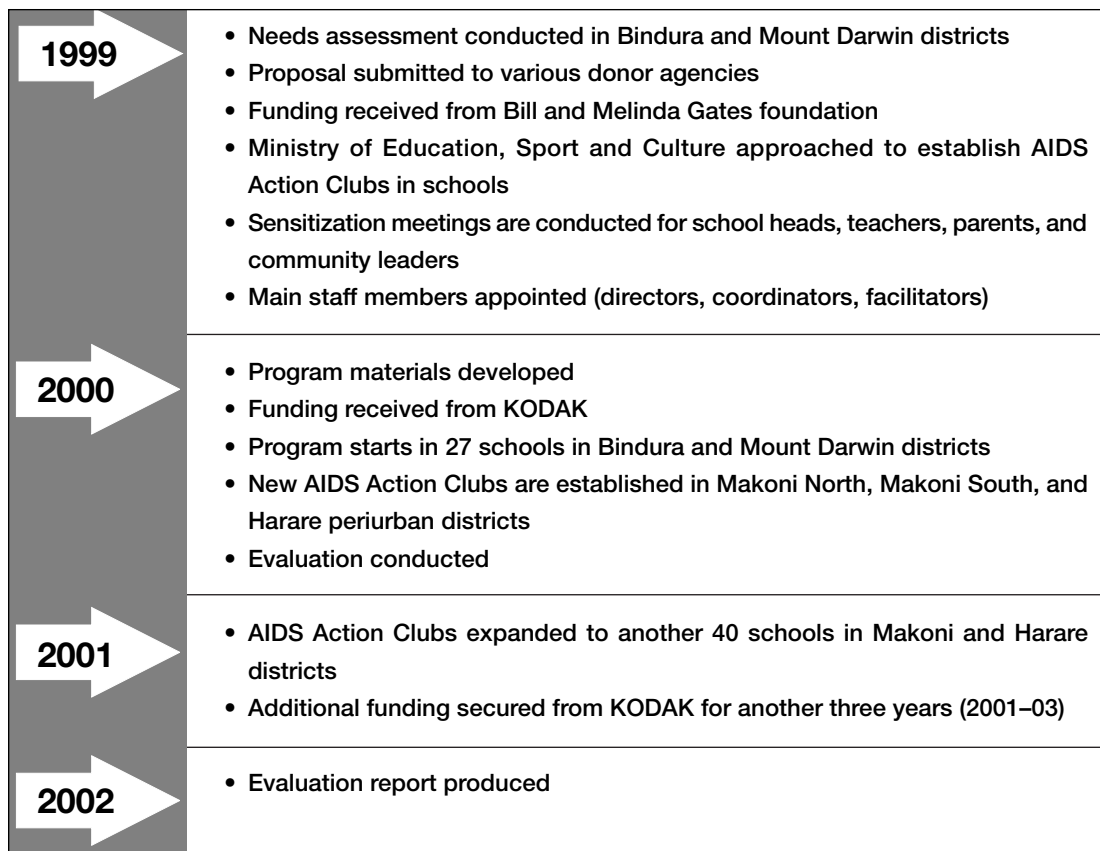 1999
• Needs assessment conducted in Bindura and Mount Darwin districts
• Proposal submitted to various donor agencies
• Funding received from Bill and Melinda Gates foundation
• Ministry of Education, Sport and Culture approached to establish AIDS
Action Clubs in schools
• Sensitization meetings are conducted for school heads, teachers, parents, and
community leaders
• Main staff members appointed (directors, coordinators, facilitators)
2000
• Program materials developed
• Funding received from KODAK
• Program starts in 27 schools in Bindura and Mount Darwin districts
• New AIDS Action Clubs are established in Makoni North, Makoni South, and
Harare periurban districts
• Evaluation conducted
2001
• AIDS Action Clubs expanded to another 40 schools in Makoni and Harare
districts
• Additional funding secured from KODAK for another three years (2001–03)
2002
• Evaluation report produced